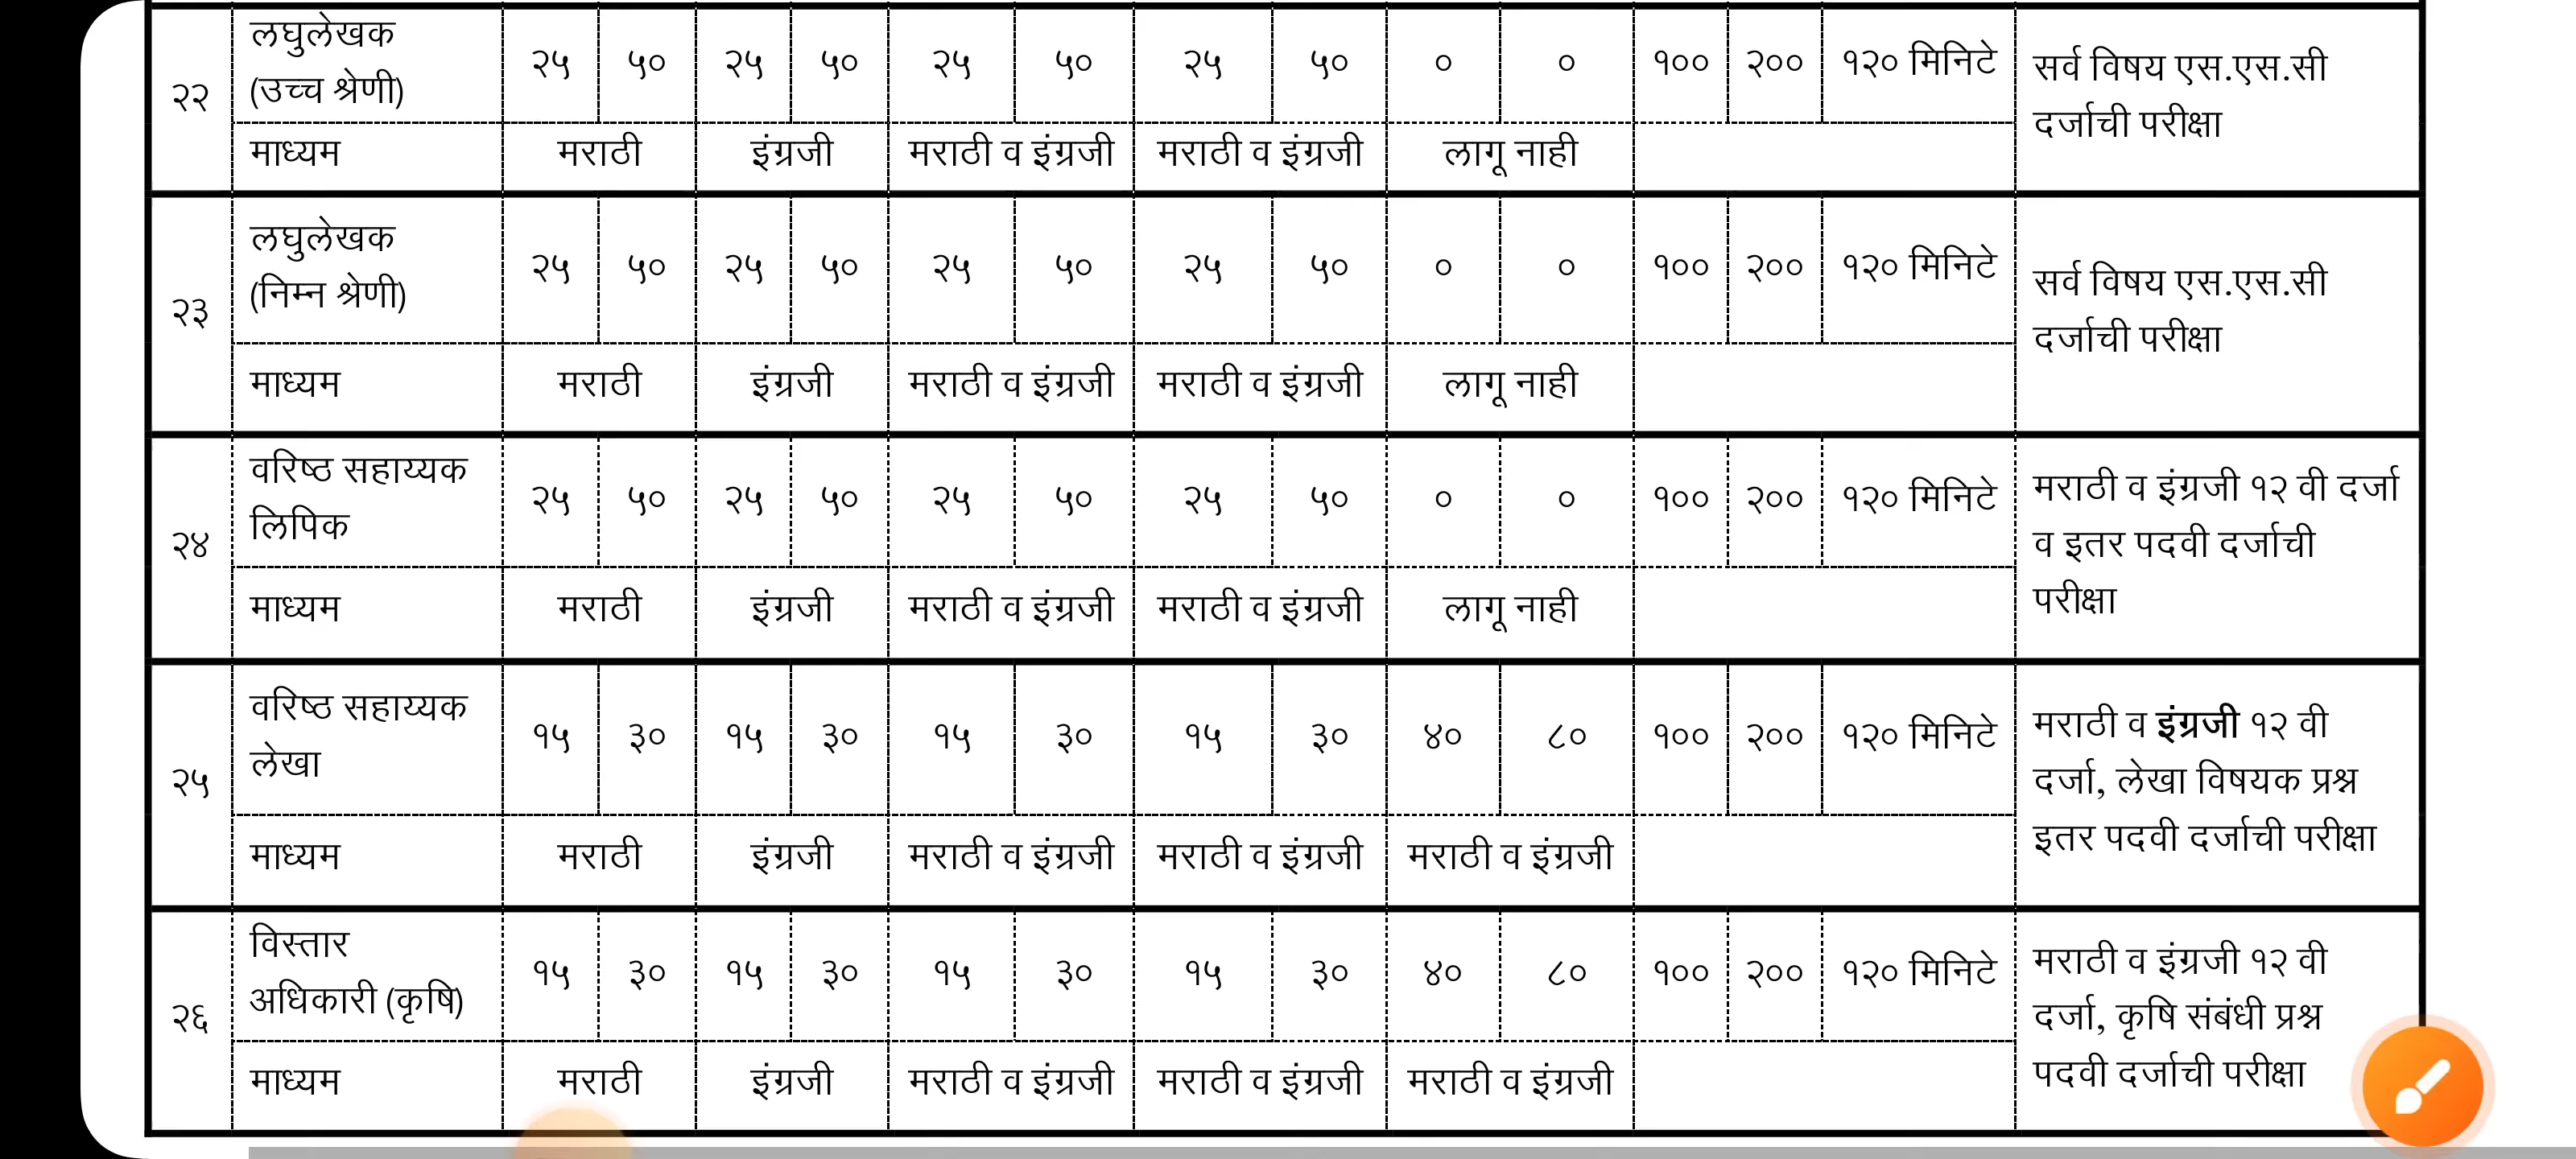 लघुलेखक
(उच्च श्रेणी)
२२ २५ ५० २५ ५० २५ ५० २५ ५० ० ० १०० २०० १२० मिनिटे सर्व विषय एस.एस.सी
दर्जाची परीक्षा
माध्यम मराठी इंग्रजी मराठी व इंग्रजी मराठी व इंग्रजी लागू नाही
लघुलेखक
(निम्न श्रेणी)
२३ २५ ५० २५ ५० २५ ५० २५ ५० ० ० १०० २०० १२० मिनिटे सर्व विषय एस.एस.सी
दर्जाची परीक्षा
माध्यम मराठी इंग्रजी मराठी व इंग्रजी मराठी व इंग्रजी लागू नाही
वरिष्ठ सहाय्यक
लिपिक
२४ २५ ५० २५ ५० २५ ५० २५ ५० ० ० १०० २०० १२० मिनिटे मराठी व इंग्रजी १२ वी दर्जा
व इतर पदवी दर्जाची
परीक्षा
माध्यम मराठी इंग्रजी मराठी व इंग्रजी मराठी व इंग्रजी लागू नाही
वरिष्ठ सहाय्यक
लेखा
२५ १५ ३० १५ ३० १५ ३० १५ ३० ४० ८० १०० २०० १२० मिनिटे मराठी व इंग्रजी १२ वी
दर्जा, लेखा विषयक प्रश्न
इतर पदवी दर्जाची परीक्षा
माध्यम मराठी इंग्रजी मराठी व इंग्रजी मराठी व इंग्रजी मराठी व इंग्रजी
विस्तार
अधिकारी (कृषि)
२६ १५ ३० १५ ३० १५ ३० १५ ३० ४० ८० १०० २०० १२० मिनिटे मराठी व इंग्रजी १२ वी
दर्जा, कृषि संबंधी प्रश्न
पदवी दर्जाची परीक्षा
माध्यम मराठी इंग्रजी मराठी व इंग्रजी मराठी व इंग्रजी मराठी व इंग्रजी